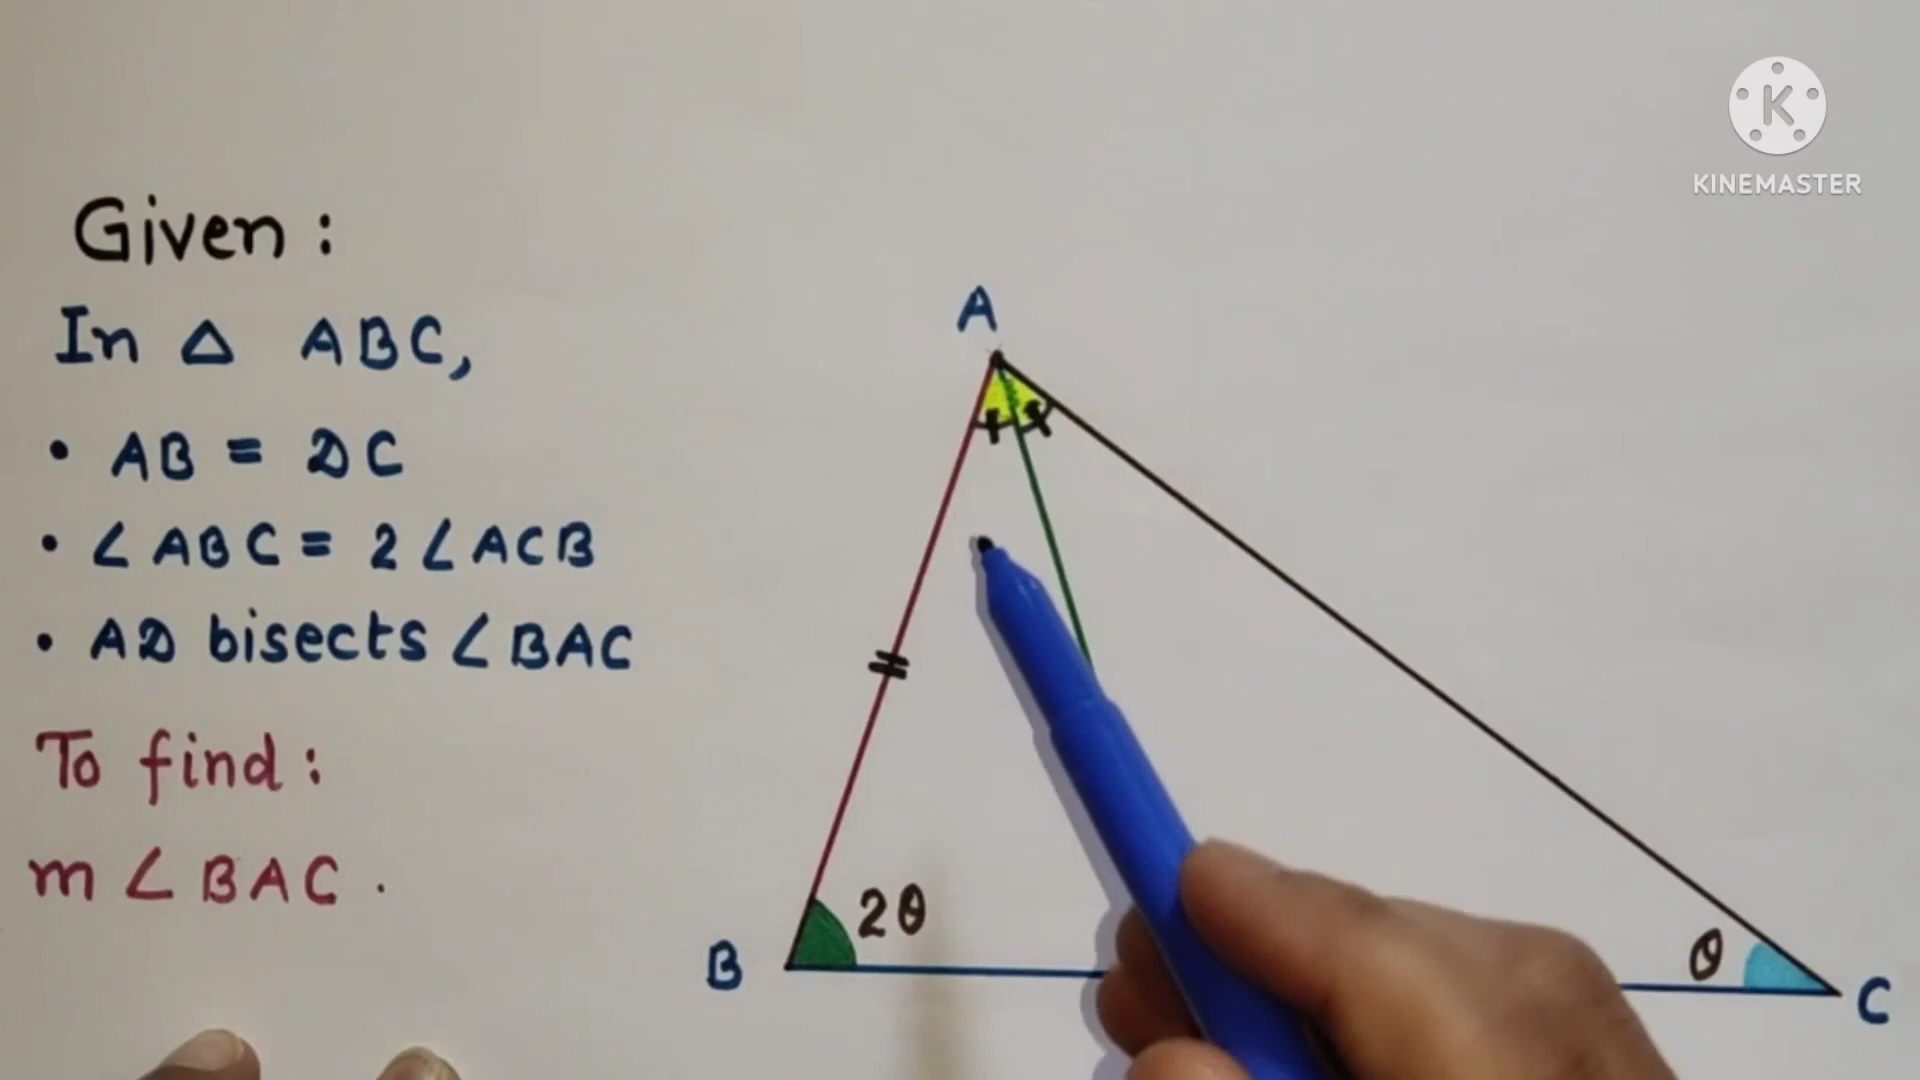 KINEMASTER
Given :
In △ ABC,
• AB = DC
• ∠ABC = 2∠ACB
• AD bisects ∠BAC
To find :
m∠BAC.
A
B
2θ
θ
C